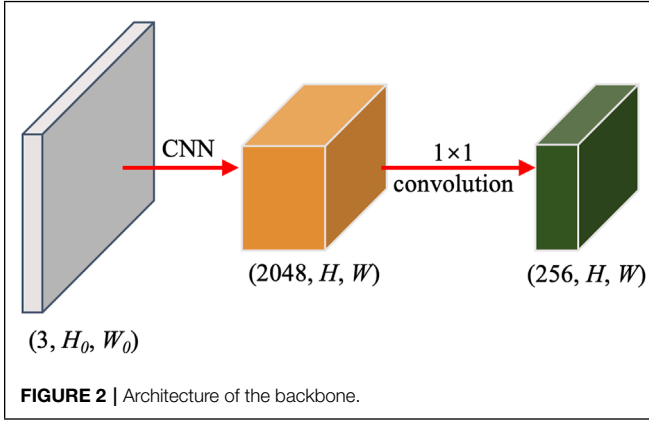 CNN
1×1
convolution
(2048, H, W)
(256, H, W)
(3, H₀, W₀)
FIGURE 2 | Architecture of the backbone.